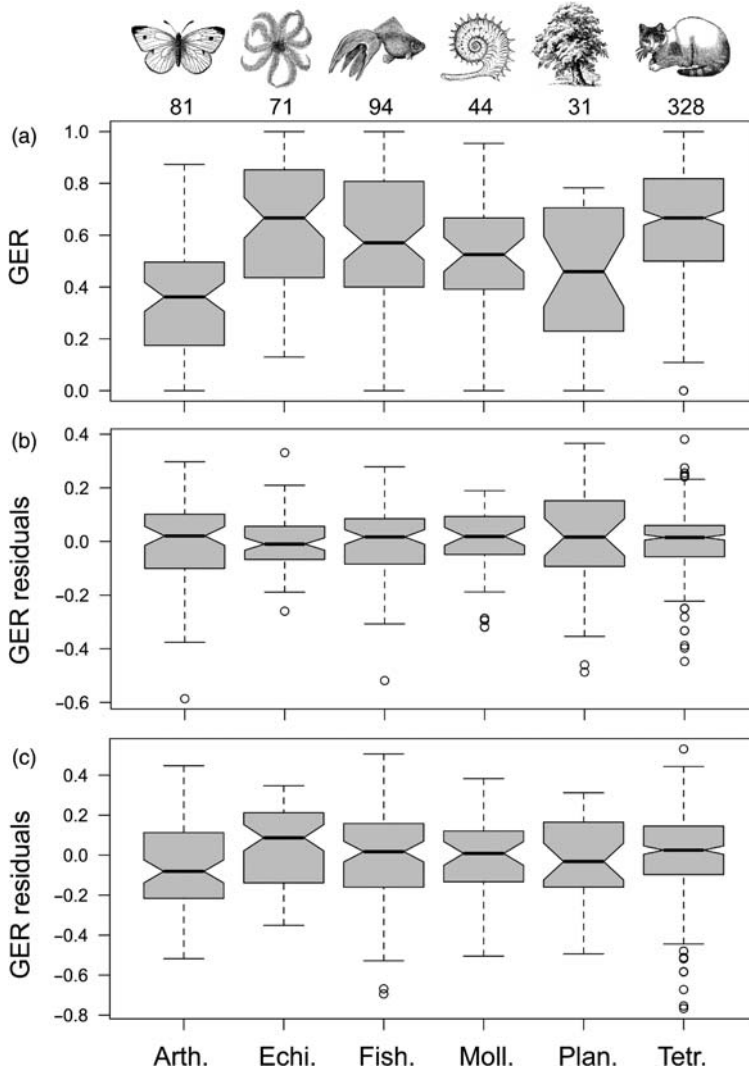 81 71 94 44 31 328
(a)
1.0
0.8
0.6
0.4
0.2
0.0
GER
(b)
0.4
0.2
0.0
−0.2
−0.4
−0.6
GER residuals
(c)
0.4
0.2
0.0
−0.2
−0.4
−0.6
−0.8
GER residuals
Arth. Echi. Fish. Moll. Plan. Tetr.